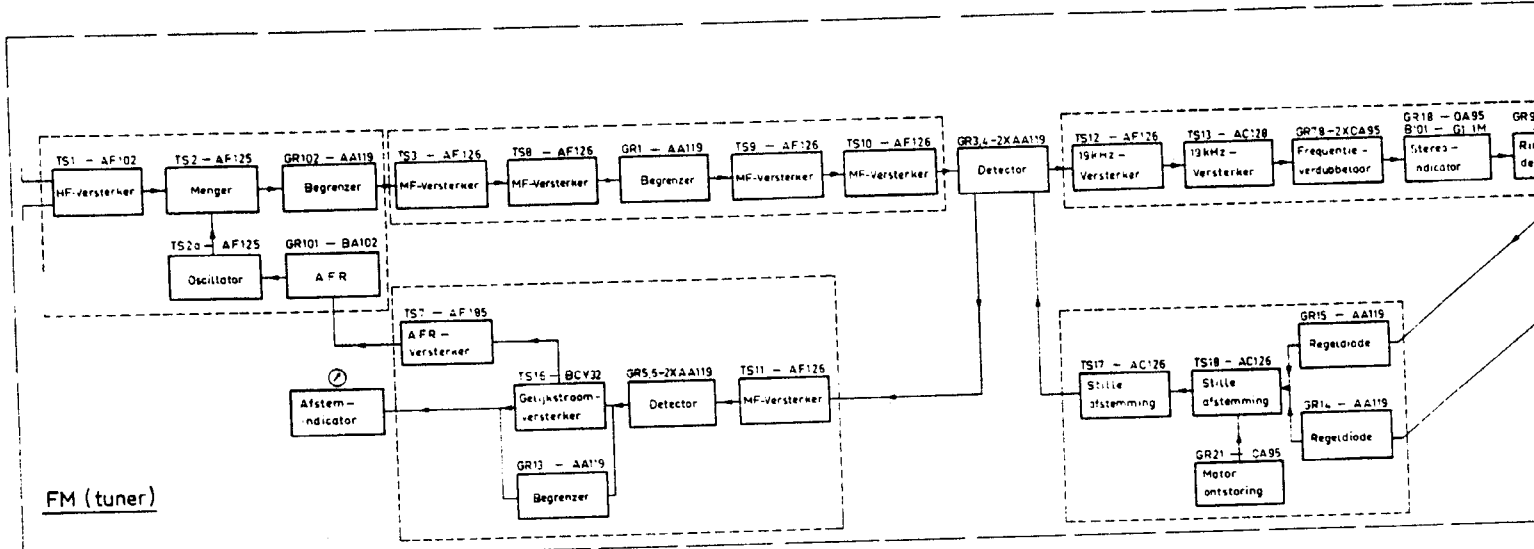 TS1 – AF102
HF-Versterker
TS2 – AF125
Menger
GR102 – AA119
Begrenzer
TS3 – AF126
MF-Versterker
TS8 – AF126
MF-Versterker
GR1 – AA119
Begrenzer
TS9 – AF126
MF-Versterker
TS10 – AF126
MF-Versterker
GR3,4-2XAA119
Detector
TS12 – AF126
19kHz-
Versterker
TS13 – AC128
19kHz-
Versterker
GR7,8-2XOA95
Frequentie-
verdubbelaar
GR18 – OA95
Stereo-
indicator
GR9
TS2a – AF125
Oscillator
GR101 – BA102
A.F.R.
TS7 – AF185
A.F.R-
versterker
Afstem-
indicator
TS16 – BCY32
Gelijkstroom-
versterker
GR5,5-2XAA119
Detector
TS11 – AF126
MF-Versterker
GR13 – AA119
Begrenzer
TS17 – AC126
Stille
afstemming
TS18 – AC126
Stille
afstemming
GR15 – AA119
Regeldiode
GR14 – AA119
Regeldiode
GR21 – OA95
Motor
ontstoring
FM (tuner)